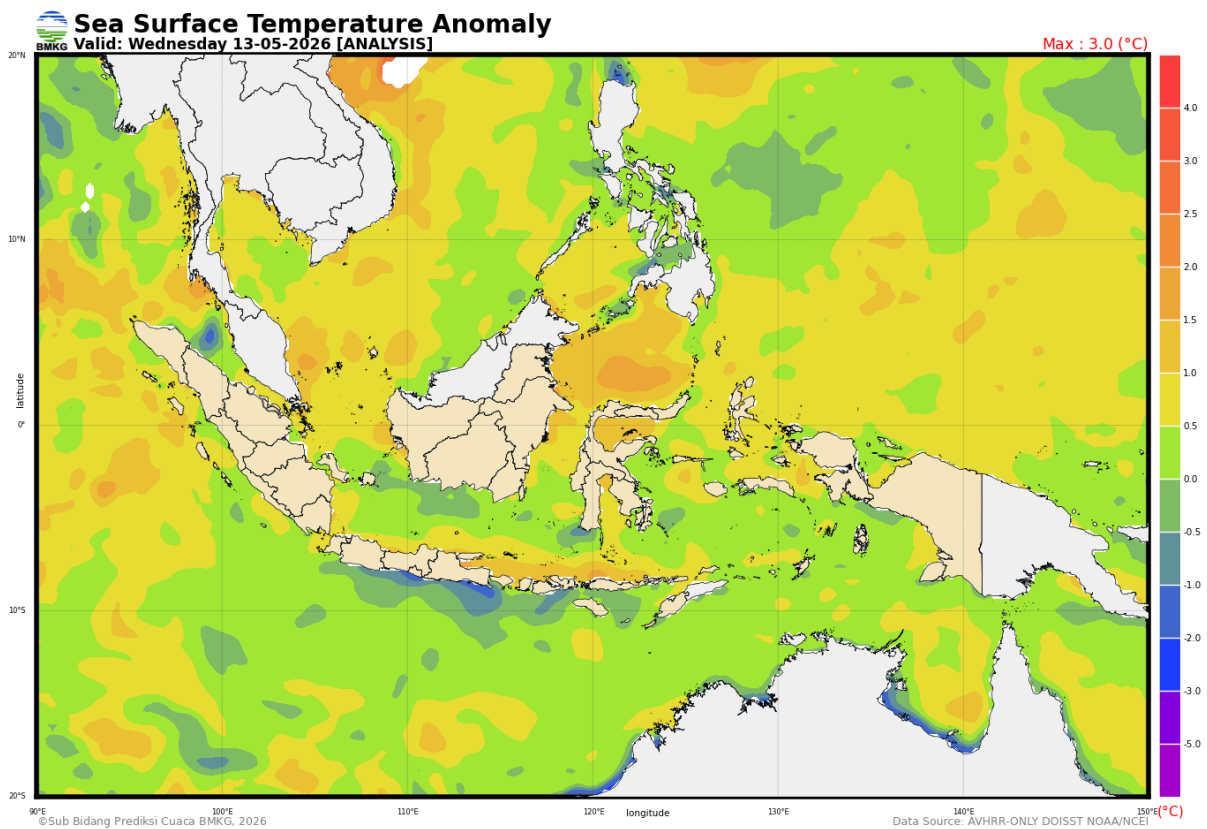 BMKG
Sea Surface Temperature Anomaly
Valid: Wednesday 13-05-2026 [ANALYSIS]
Max : 3.0 (°C)
20°N
10°N
0°
10°S
20°S
latitude
4.0
3.0
2.5
2.0
1.5
1.0
0.5
0.0
-0.5
-1.0
-2.0
-3.0
-5.0
(°C)
90°E
100°E
110°E
120°E
130°E
140°E
150°E
longitude
©Sub Bidang Prediksi Cuaca BMKG, 2026
Data Source: AVHRR-ONLY DOISST NOAA/NCEI